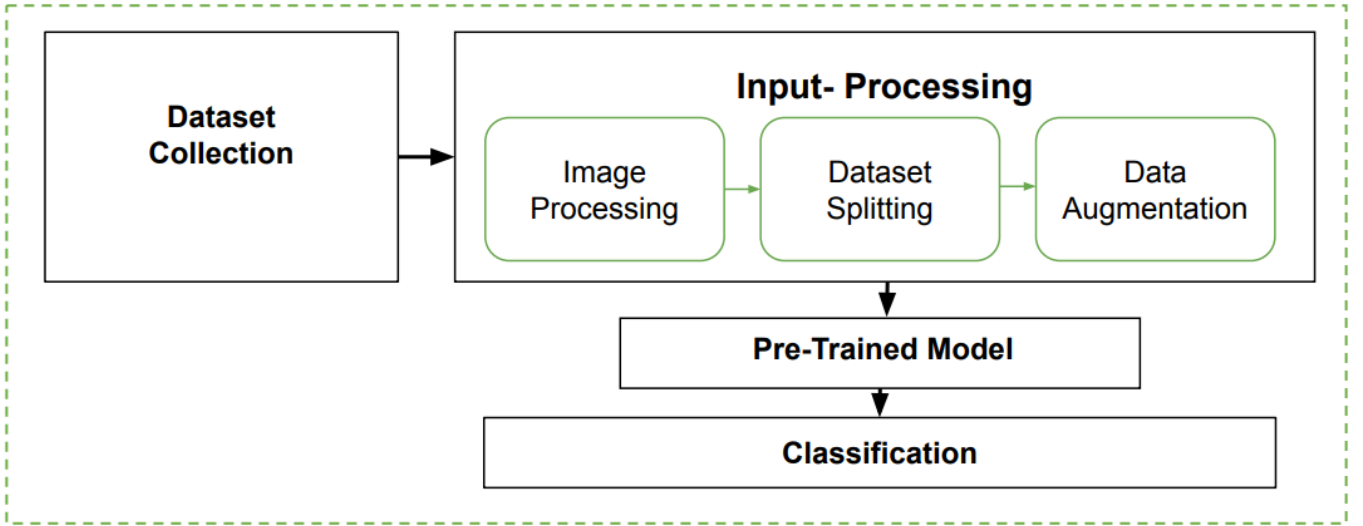 Dataset
Collection
Input- Processing
Image
Processing
Dataset
Splitting
Data
Augmentation
Pre-Trained Model
Classification